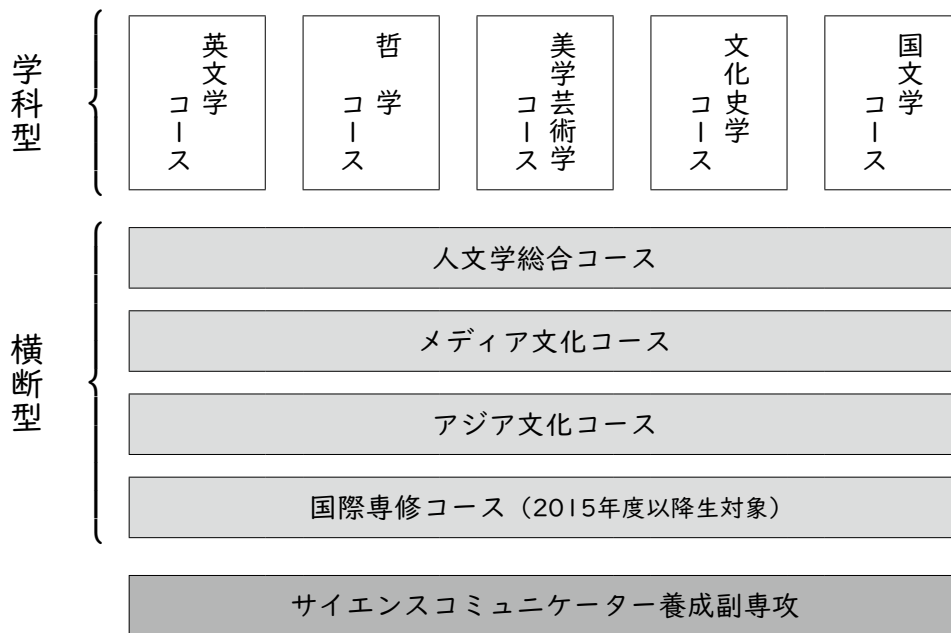 学科型
英文学
コース
哲　学
コース
美学芸術学
コース
文化史学
コース
国文学
コース
横断型
人文学総合コース
メディア文化コース
アジア文化コース
国際専修コース（2015年度以降生対象）
サイエンスコミュニケーター養成副専攻